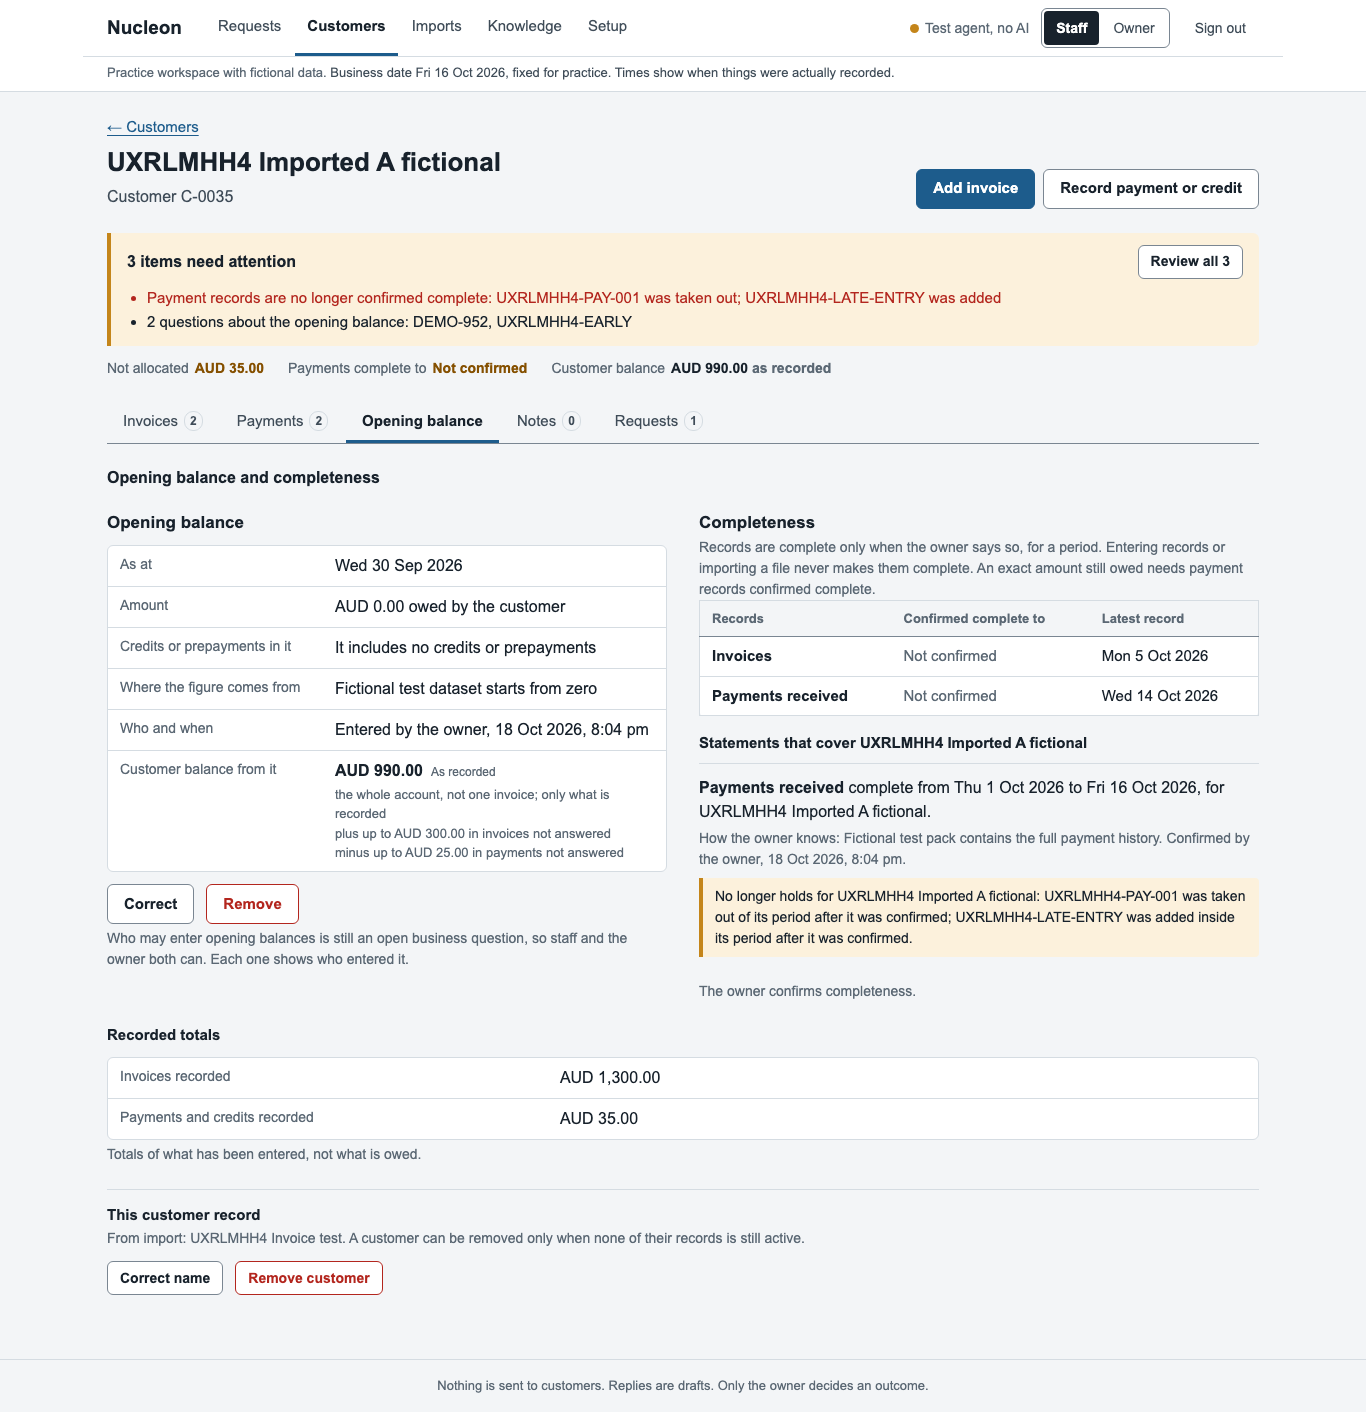 Nucleon
Requests
Customers
Imports
Knowledge
Setup
Test agent, no AI
Staff
Owner
Sign out
Practice workspace with fictional data. Business date Fri 16 Oct 2026, fixed for practice. Times show when things were actually recorded.
← Customers
UXRLMHH4 Imported A fictional
Customer C-0035
Add invoice
Record payment or credit
3 items need attention
Review all 3
• Payment records are no longer confirmed complete: UXRLMHH4-PAY-001 was taken out; UXRLMHH4-LATE-ENTRY was added
• 2 questions about the opening balance: DEMO-952, UXRLMHH4-EARLY
Not allocated AUD 35.00 Payments complete to Not confirmed Customer balance AUD 990.00 as recorded
Invoices 2
Payments 2
Opening balance
Notes 0
Requests 1
Opening balance and completeness
Opening balance
As at Wed 30 Sep 2026
Amount AUD 0.00 owed by the customer
Credits or prepayments in it It includes no credits or prepayments
Where the figure comes from Fictional test dataset starts from zero
Who and when Entered by the owner, 18 Oct 2026, 8:04 pm
Customer balance from it AUD 990.00 As recorded
the whole account, not one invoice; only what is
recorded
plus up to AUD 300.00 in invoices not answered
minus up to AUD 25.00 in payments not answered
Correct
Remove
Who may enter opening balances is still an open business question, so staff and the
owner both can. Each one shows who entered it.
Completeness
Records are complete only when the owner says so, for a period. Entering records or
importing a file never makes them complete. An exact amount still owed needs payment
records confirmed complete.
Records Confirmed complete to Latest record
Invoices Not confirmed Mon 5 Oct 2026
Payments received Not confirmed Wed 14 Oct 2026
Statements that cover UXRLMHH4 Imported A fictional
Payments received complete from Thu 1 Oct 2026 to Fri 16 Oct 2026, for
UXRLMHH4 Imported A fictional.
How the owner knows: Fictional test pack contains the full payment history. Confirmed by
the owner, 18 Oct 2026, 8:04 pm.
No longer holds for UXRLMHH4 Imported A fictional: UXRLMHH4-PAY-001 was taken
out of its period after it was confirmed; UXRLMHH4-LATE-ENTRY was added inside
its period after it was confirmed.
The owner confirms completeness.
Recorded totals
Invoices recorded AUD 1,300.00
Payments and credits recorded AUD 35.00
Totals of what has been entered, not what is owed.
This customer record
From import: UXRLMHH4 Invoice test. A customer can be removed only when none of their records is still active.
Correct name
Remove customer
Nothing is sent to customers. Replies are drafts. Only the owner decides an outcome.